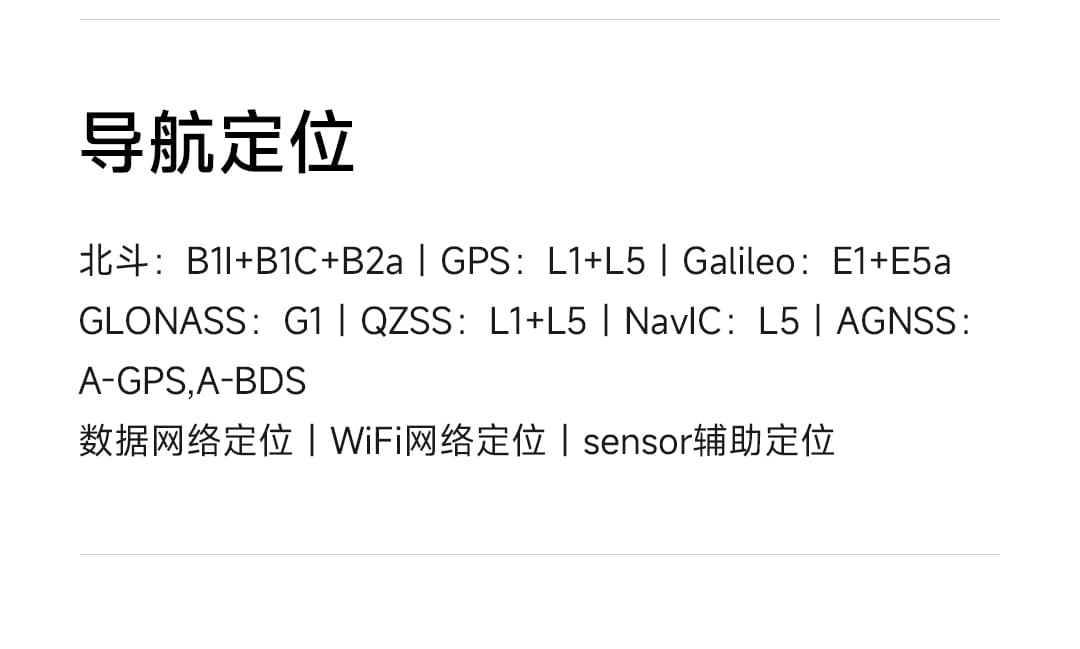 导航定位
北斗：B1I+B1C+B2a | GPS：L1+L5 | Galileo：E1+E5a
GLONASS：G1 | QZSS：L1+L5 | NavIC：L5 | AGNSS：
A-GPS,A-BDS
数据网络定位 | WiFi网络定位 | sensor辅助定位